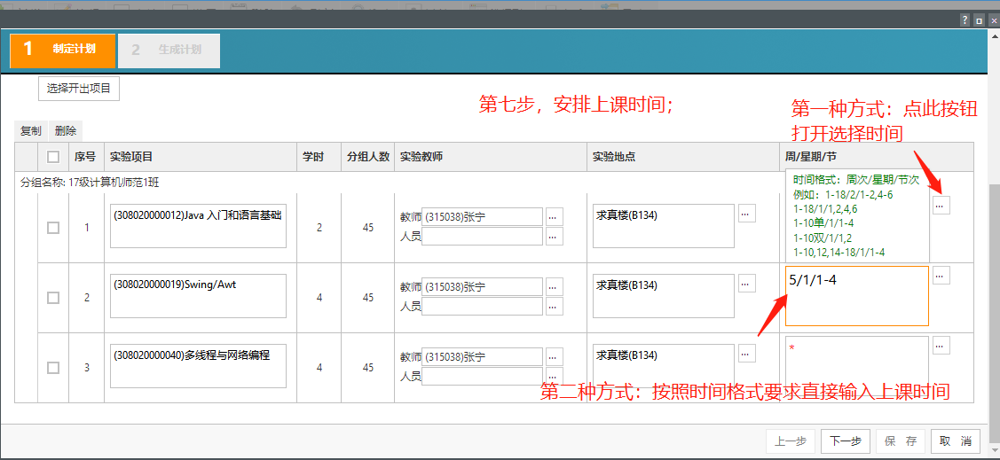 1 制定计划 2 生成计划
选择开出项目
第七步，安排上课时间；
第一种方式：点此按钮
打开选择时间
复制 删除
序号 实验项目 学时 分组人数 实验教师 实验地点 周/星期/节
分组名称: 17级计算机师范1班
时间格式：周次/星期/节次
例如：1-18/2/1-2,4-6
1-18/1/1,2,4,6
1-10单/1/1-4
1-10双/1/1,2
1-10,12,14-18/1/1-4
1 (308020000012)Java 入门和语言基础 2 45 教师 (315038)张宁 ... 求真楼(B134) ... ...
人员 ...
2 (308020000019)Swing/Awt 4 45 教师 (315038)张宁 ... 求真楼(B134) ... 5/1/1-4 ...
人员 ...
3 (308020000040)多线程与网络编程 4 45 教师 (315038)张宁 ... 求真楼(B134) ... * ...
人员 ...
第二种方式：按照时间格式要求直接输入上课时间
上一步 下一步 保 存 取 消